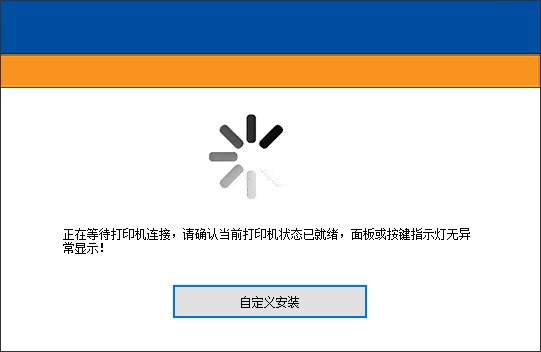 正在等待打印机连接，请确认当前打印机状态已就绪，面板或按键指示灯无异
常显示！
自定义安装